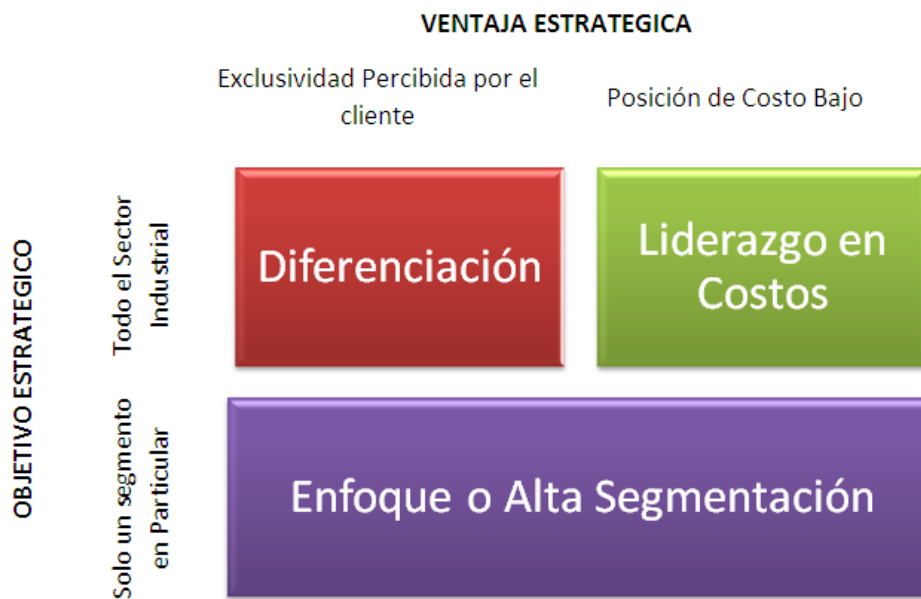 VENTAJA ESTRATEGICA
Exclusividad Percibida por el
cliente
Posición de Costo Bajo
OBJETIVO ESTRATEGICO
Todo el Sector
Industrial
Diferenciación
Liderazgo en
Costos
Solo un segmento
en Particular
Enfoque o Alta Segmentación